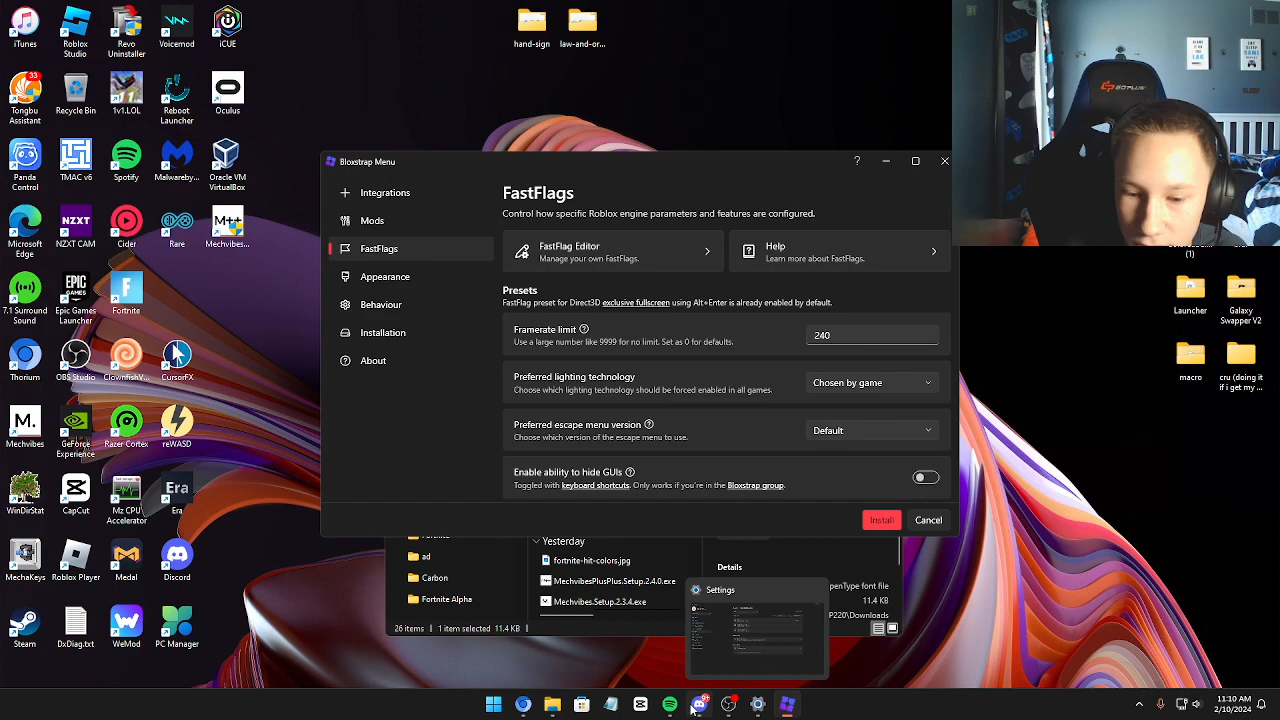 iTunes
Roblox Studio
Revo Uninstaller
Voicemod
iCUE
hand-sign
law-and-or...
33
Tongbu Assistant
Recycle Bin
1v1.LOL
Reboot Launcher
Oculus
Panda Control
TMAC v6
Spotify
Malwareby...
Oracle VM VirtualBox
NZXT
M++
Microsoft Edge
NZXT CAM
Cider
Rare
Mechvibes...
EPIC GAMES
7.1 Surround Sound
Epic Games Launcher
Fortnite
Thorium
OBS Studio
ClownfishV...
CursorFX
M.
Mechvibes
GeForce Experience
Razer Cortex
reWASD
Era
WinDirStat
CapCut
Mz CPU Accelerator
Era
MechaKeys
Roblox Player
Medal
Discord
WeMod
PC Manager
Bloxstrap Menu
Integrations
Mods
FastFlags
Appearance
Behaviour
Installation
About
FastFlags
Control how specific Roblox engine parameters and features are configured.
FastFlag Editor
Manage your own FastFlags.
Help
Learn more about FastFlags.
Presets
FastFlag preset for Direct3D exclusive fullscreen using Alt+Enter is already enabled by default.
Framerate limit
Use a large number like 9999 for no limit. Set as 0 for defaults.
240
Preferred lighting technology
Choose which lighting technology should be forced enabled in all games.
Chosen by game
Preferred escape menu version
Choose which version of the escape menu to use.
Default
Enable ability to hide GUIs
Toggled with keyboard shortcuts. Only works if you're in the Bloxstrap group.
Install
Cancel
Fortnite
ad
Carbon
Fortnite Alpha
Yesterday
fortnite-hit-colors.jpg
MechvibesPlusPlus.Setup.2.4.0.exe
Mechvibes.Setup.2.3.4.exe
Details
OpenType font file
11.4 KB
P220\Downloads
26 items
1 item selected 11.4 KB
Settings
(1)
Launcher
Galaxy Swapper V2
macro
cru (doing it if i get my ...
11:10 AM
2/10/2024